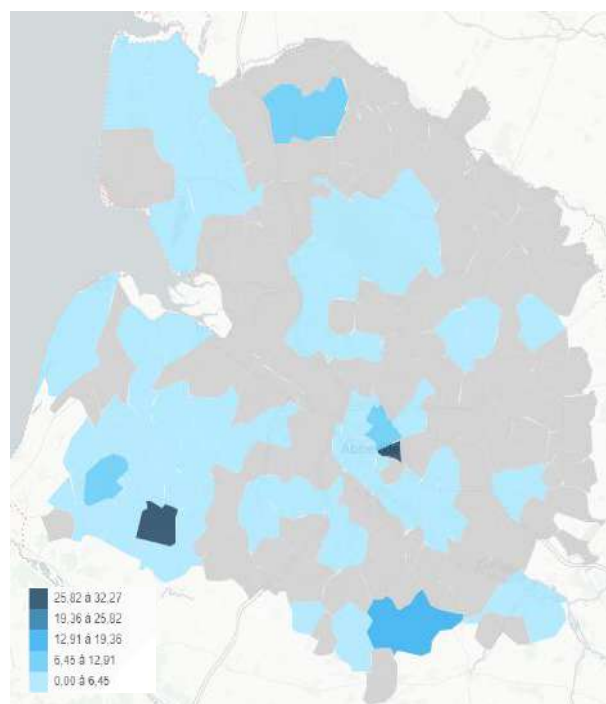 25,82 à 32,27
19,36 à 25,82
12,91 à 19,36
6,45 à 12,91
0,00 à 6,45